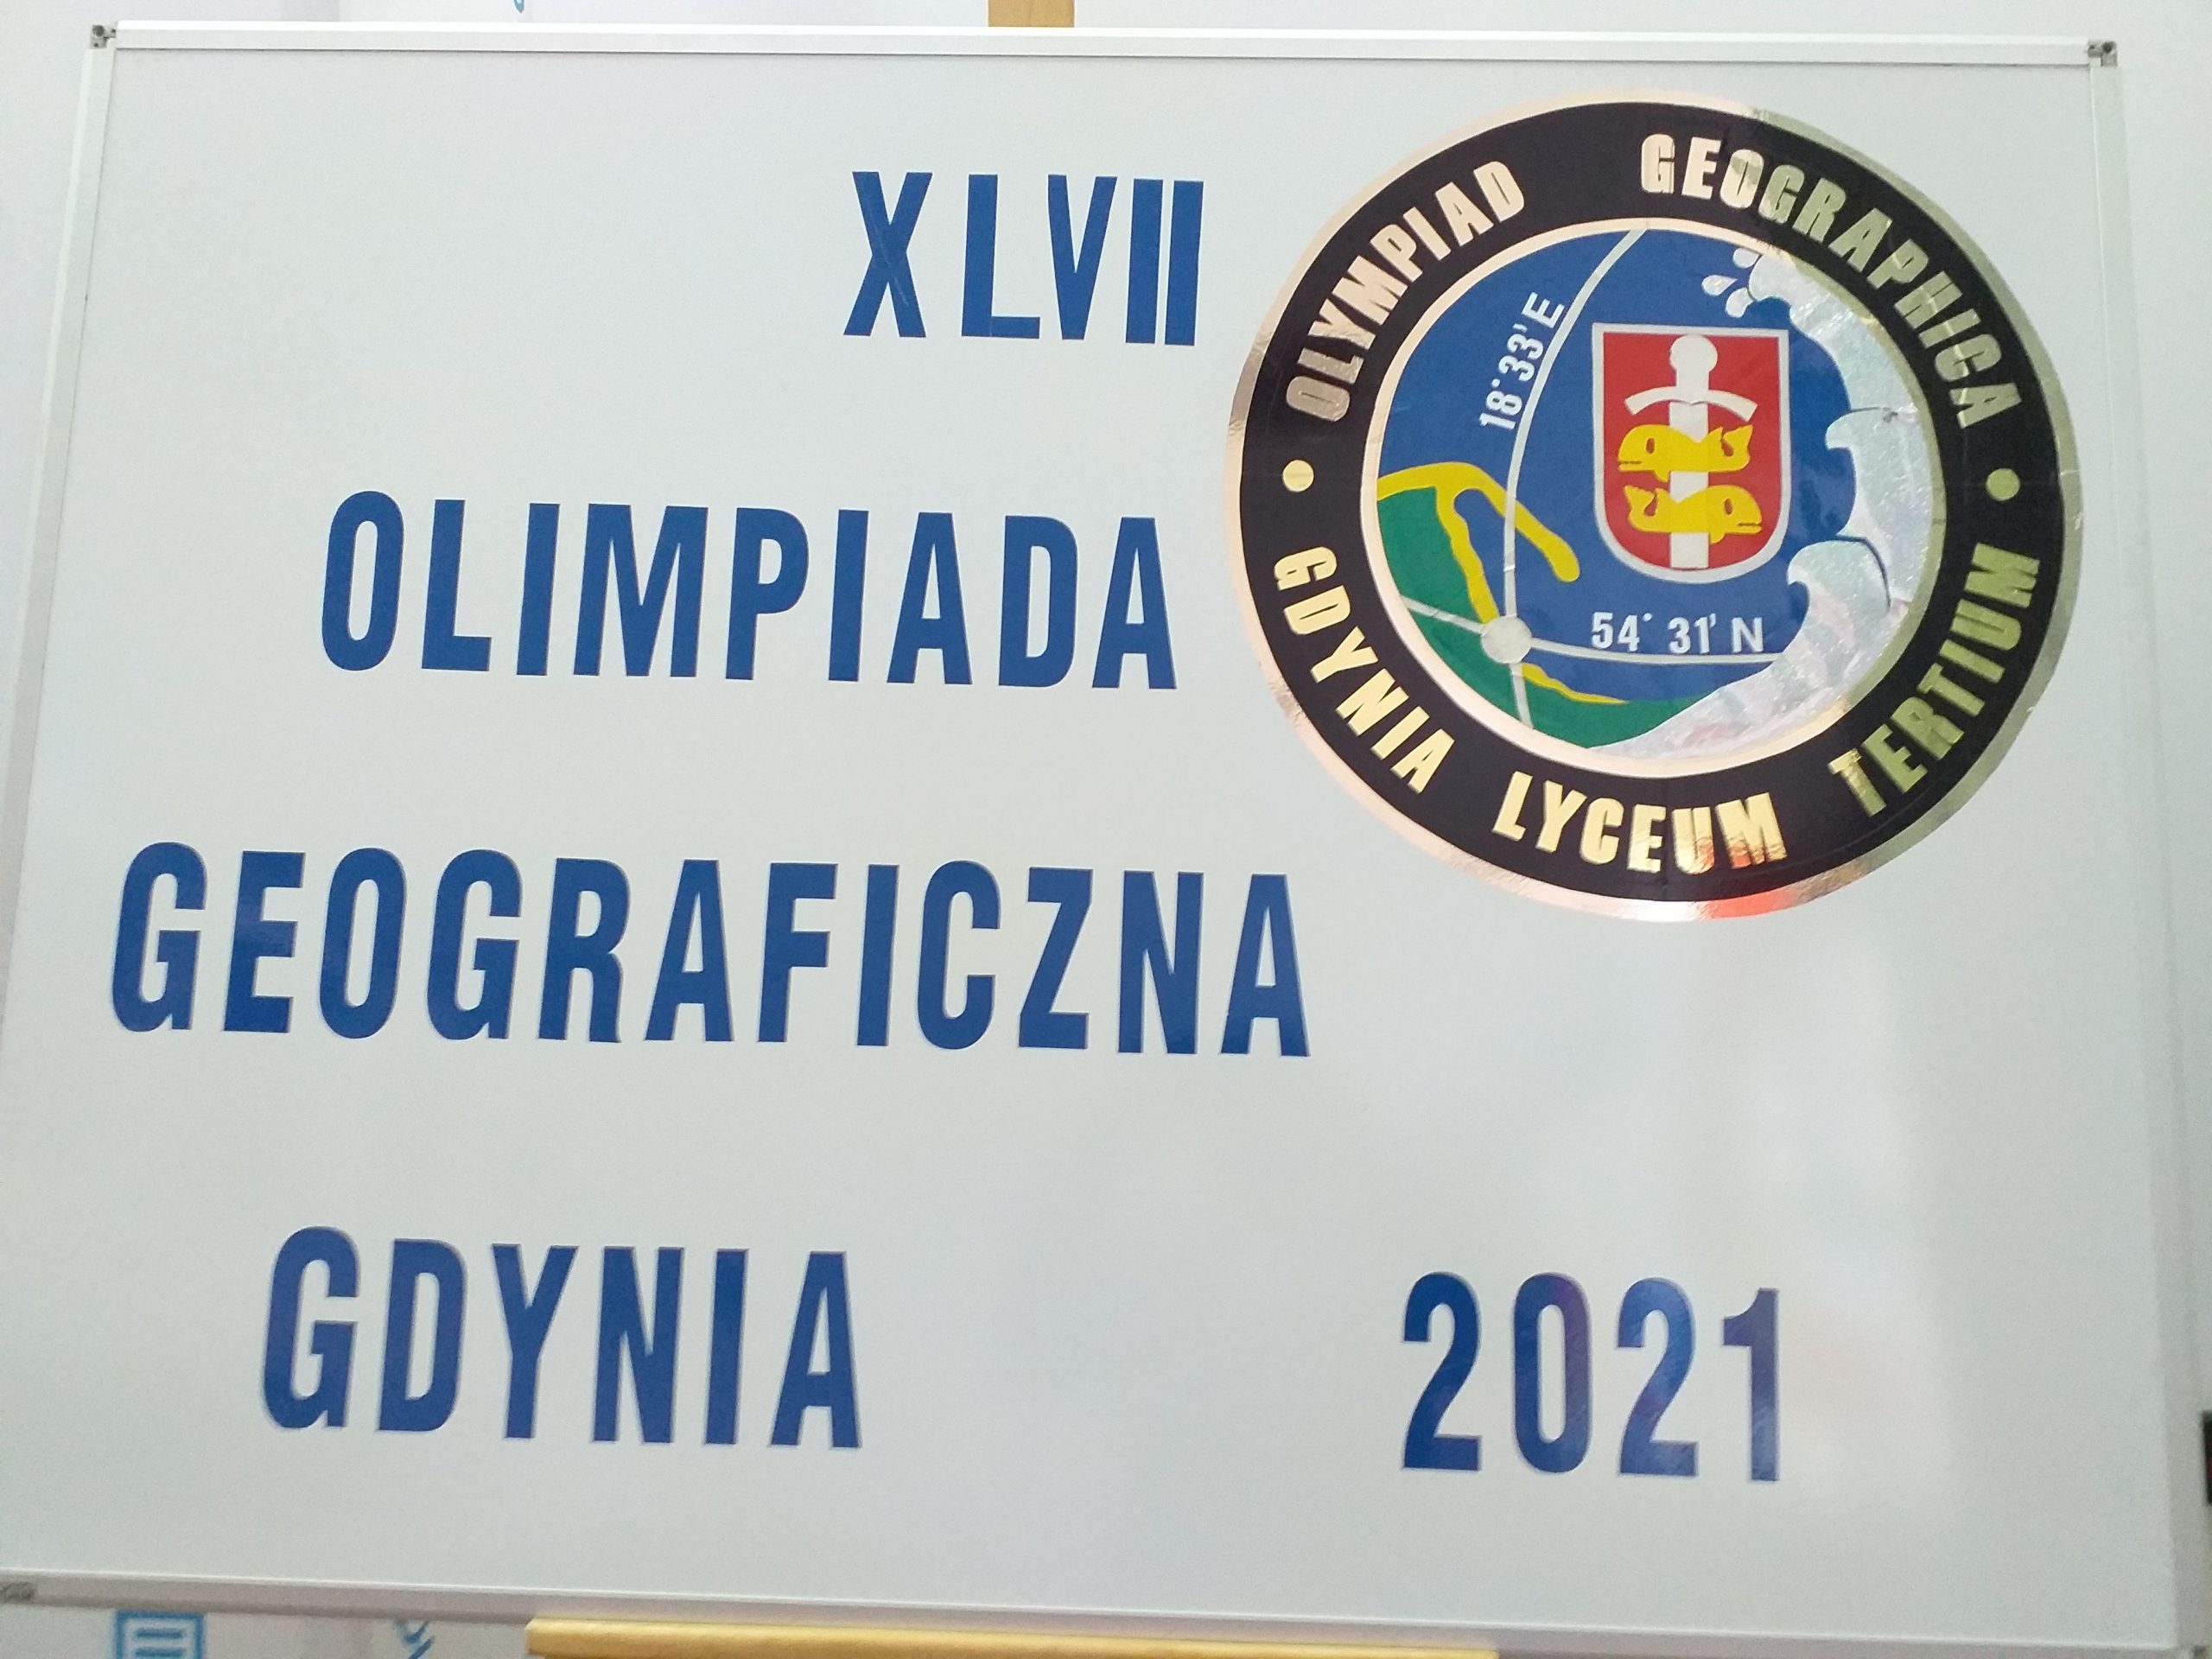 XLVII
OLIMPIADA
GEOGRAFICZNA
GDYNIA 2021
OLYMPIAD GEOGRAPHICA
GDYNIA LYCEUM TERTIUM
18°33'E
54° 31' N